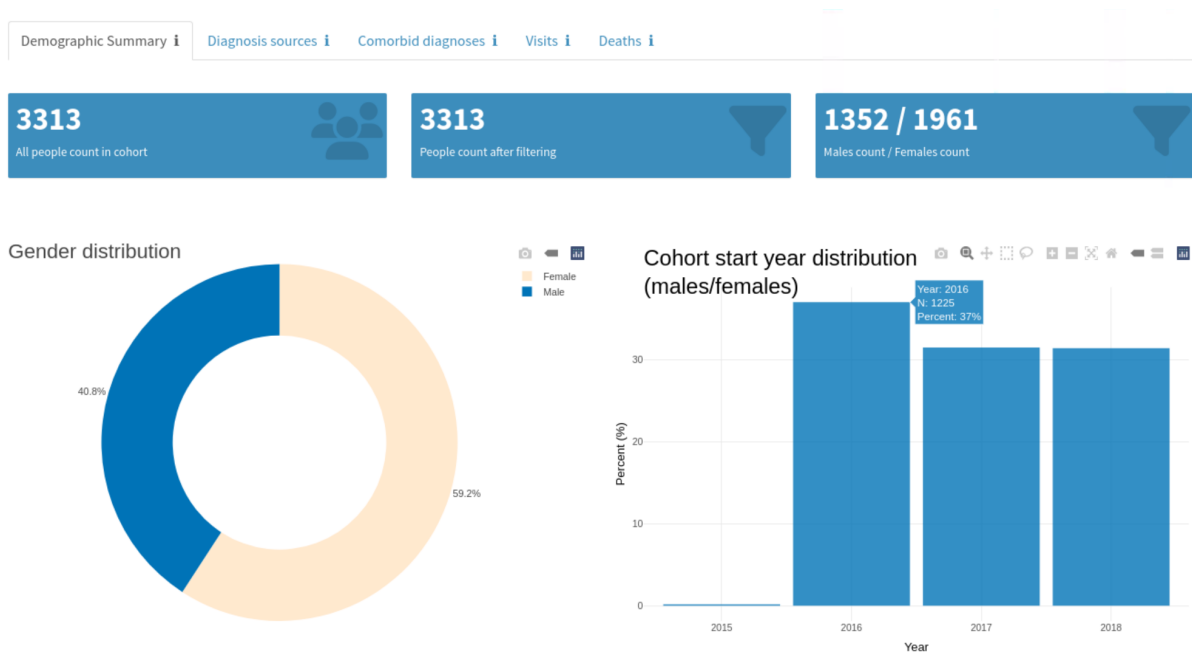 Demographic Summary i
Diagnosis sources i
Comorbid diagnoses i
Visits i
Deaths i
3313
All people count in cohort
3313
People count after filtering
1352 / 1961
Males count / Females count
Gender distribution
Female
Male
40.8%
59.2%
Cohort start year distribution
(males/females)
Year: 2016
N: 1225
Percent: 37%
Percent (%)
30
20
10
0
2015
2016
2017
2018
Year